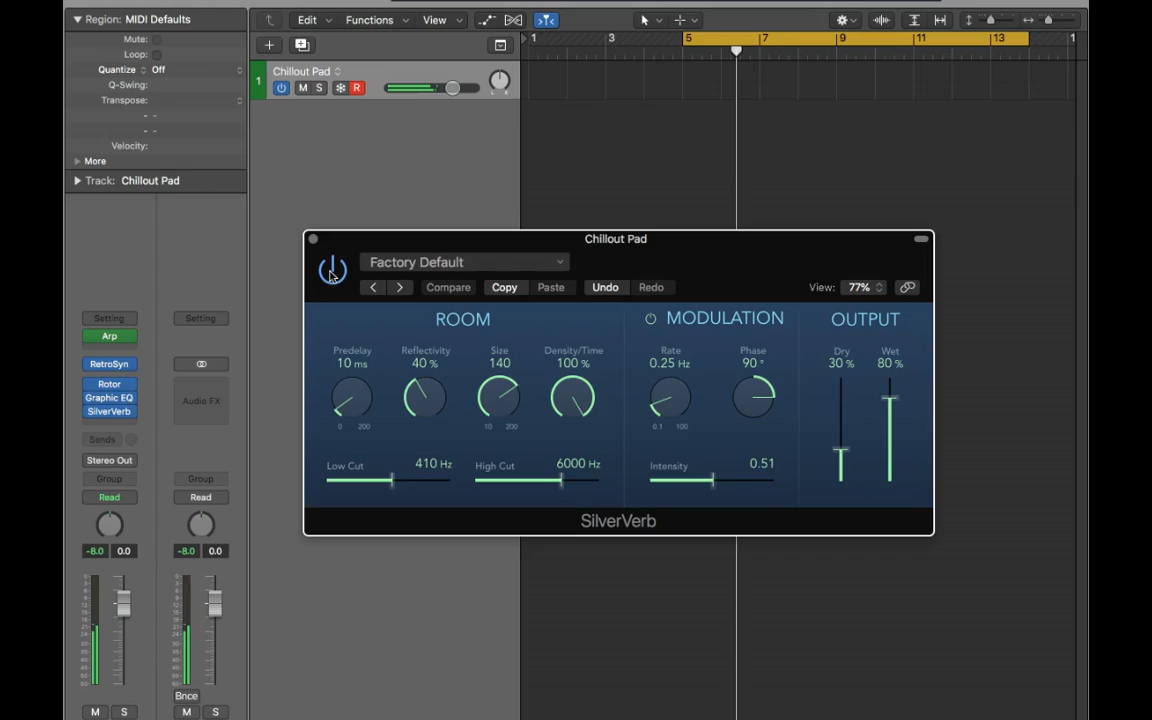 Region: MIDI Defaults
Mute:
Loop:
Quantize Off
Q-Swing:
Transpose:
- -
- -
Velocity:
More
Track: Chillout Pad
Edit Functions View
1 3 5 7 9 11 13 1
1 Chillout Pad
M S R
L R
Chillout Pad
Factory Default
Compare Copy Paste Undo Redo View: 77%
ROOM MODULATION OUTPUT
Predelay Reflectivity Size Density/Time Rate Phase Dry Wet
10 ms 40 % 140 100 % 0.25 Hz 90 ° 30 % 80 %
0 200 10 200 0.1 100
Low Cut 410 Hz High Cut 6000 Hz Intensity 0.51
SilverVerb
Setting Setting
Arp
RetroSyn
Rotor
Graphic EQ Audio FX
SilverVerb
Sends
Stereo Out
Group Group
Read Read
-8.0 0.0 -8.0 0.0
Bnce
M S M S